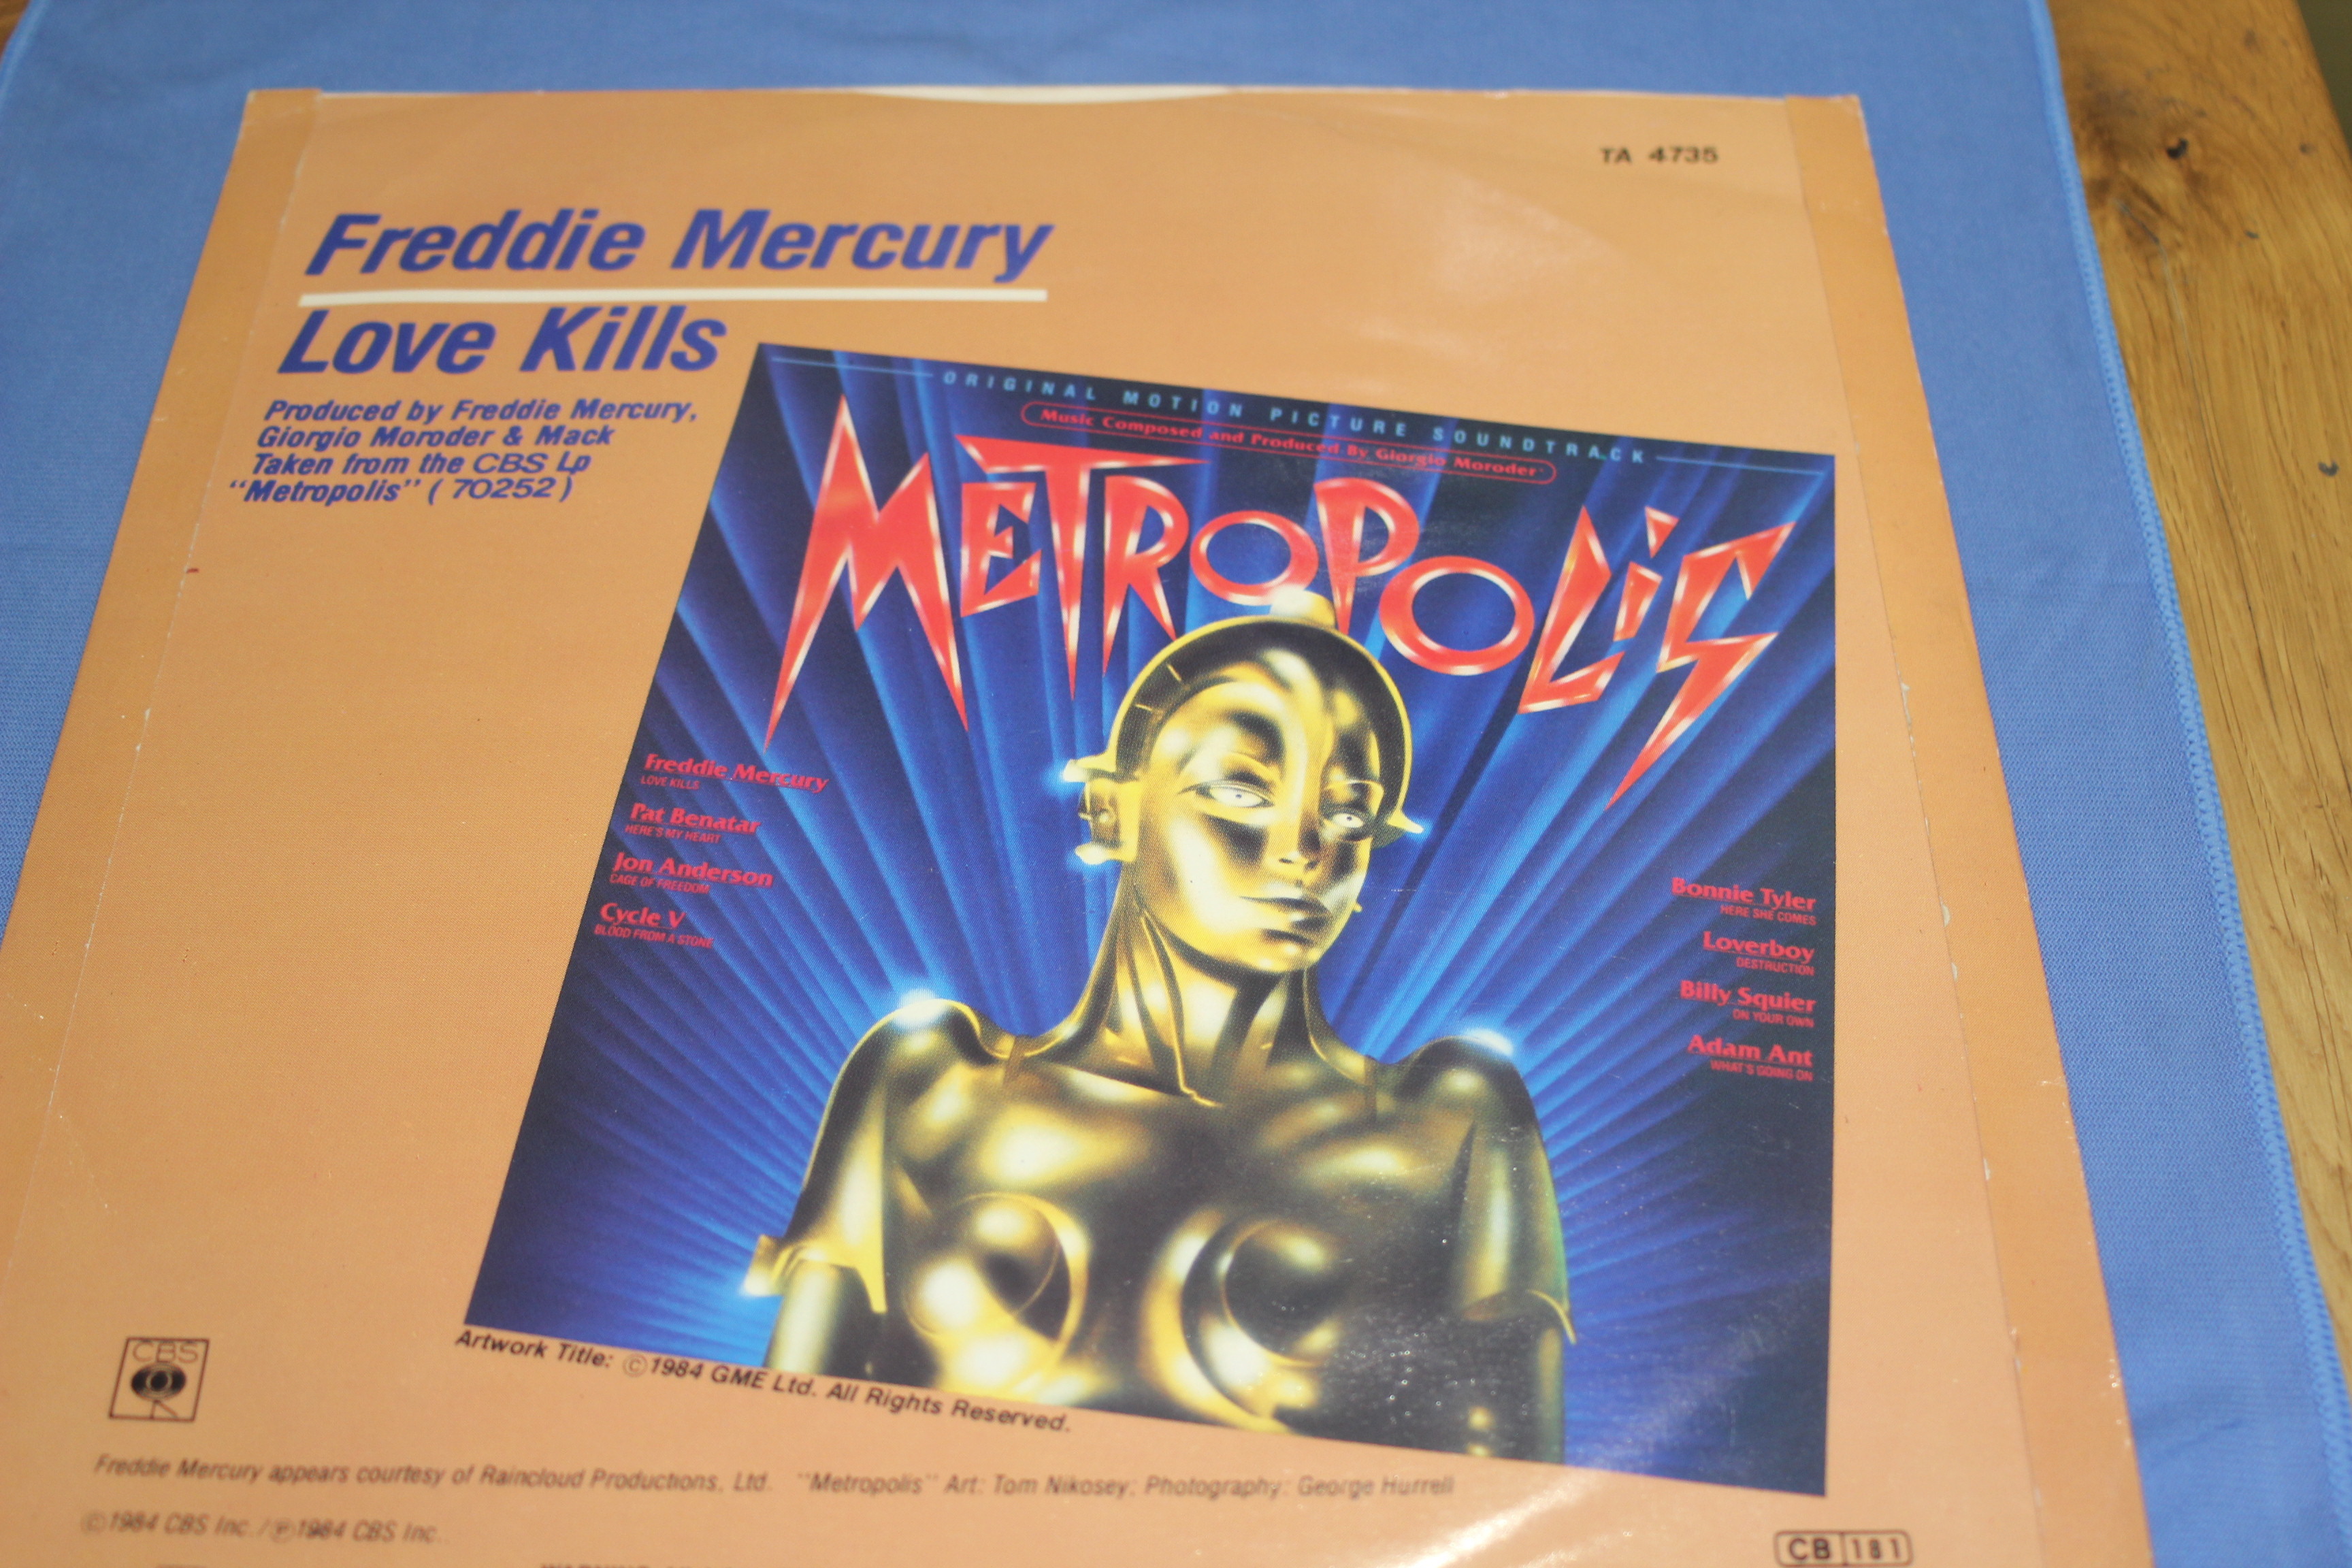 TA 4735
Freddie Mercury
Love Kills
Produced by Freddie Mercury,
Giorgio Moroder & Mack
Taken from the CBS Lp
"Metropolis" (70252)
ORIGINAL MOTION PICTURE SOUNDTRACK
Music Composed and Produced By Giorgio Moroder
METROPOLiS
Freddie Mercury
LOVE KILLS
Pat Benatar
HERE'S MY HEART
Jon Anderson
CAGE OF FREEDOM
Cycle V
BLOOD FROM A STONE
Bonnie Tyler
HERE SHE COMES
Loverboy
DESTRUCTION
Billy Squier
ON YOUR OWN
Adam Ant
WHAT'S GOING ON
Artwork Title: ©1984 GME Ltd. All Rights Reserved.
CBS
Freddie Mercury appears courtesy of Raincloud Productions, Ltd. "Metropolis" Art: Tom Nikosey; Photography: George Hurrell
©1984 CBS Inc. / ℗1984 CBS Inc.
CB 181